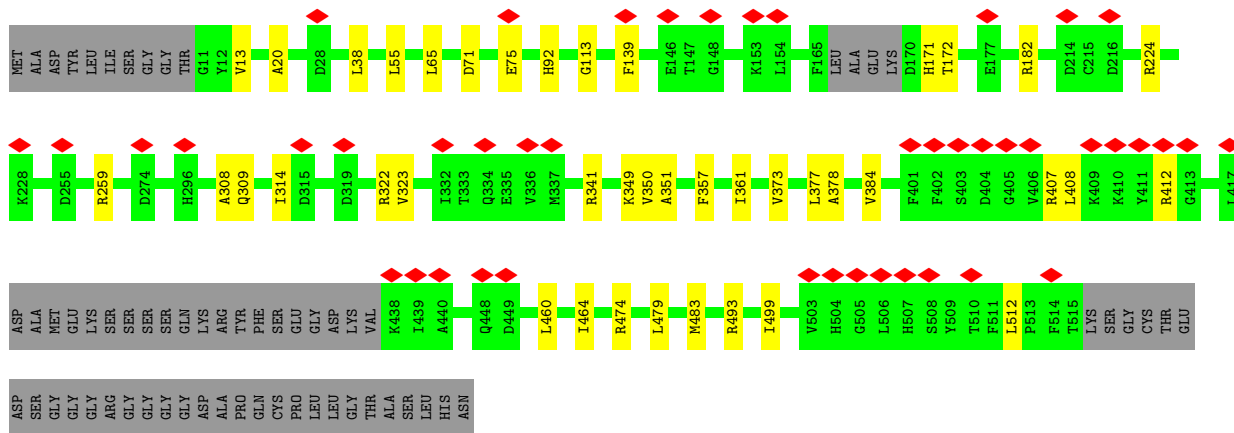 MET ALA ASP TYR LEU ILE SER GLY GLY THR G11 Y12 V13 A20 D28 L38 L55 L65 D71 E75 H92 G113 F139 E146 T147 G148 K153 L154 F165 LEU ALA GLU LYS D170 H171 T172 E177 R182 D214 C215 D216 R224
K228 D255 R259 D274 H296 A308 Q309 I314 D315 D319 R322 V323 I332 T333 Q334 E335 V336 M337 R341 K349 V350 A351 F357 I361 V373 L377 A378 V384 F401 F402 S403 D404 G405 V406 R407 L408 K409 K410 Y411 R412 G413 L417
ASP ALA MET GLU LYS SER SER SER SER GLN LYS ARG TYR PHE SER GLU GLY ASP LYS VAL K438 I439 A440 Q448 D449 L460 I464 R474 L479 M483 R493 I499 V503 H504 G505 L506 H507 S508 Y509 T510 F511 L512 P513 F514 T515 LYS SER GLY CYS THR GLU
ASP SER GLY GLY GLY ARG GLY GLY GLY GLY ASP ALA PRO GLN CYS PRO LEU LEU GLY THR ALA SER LEU HIS ASN